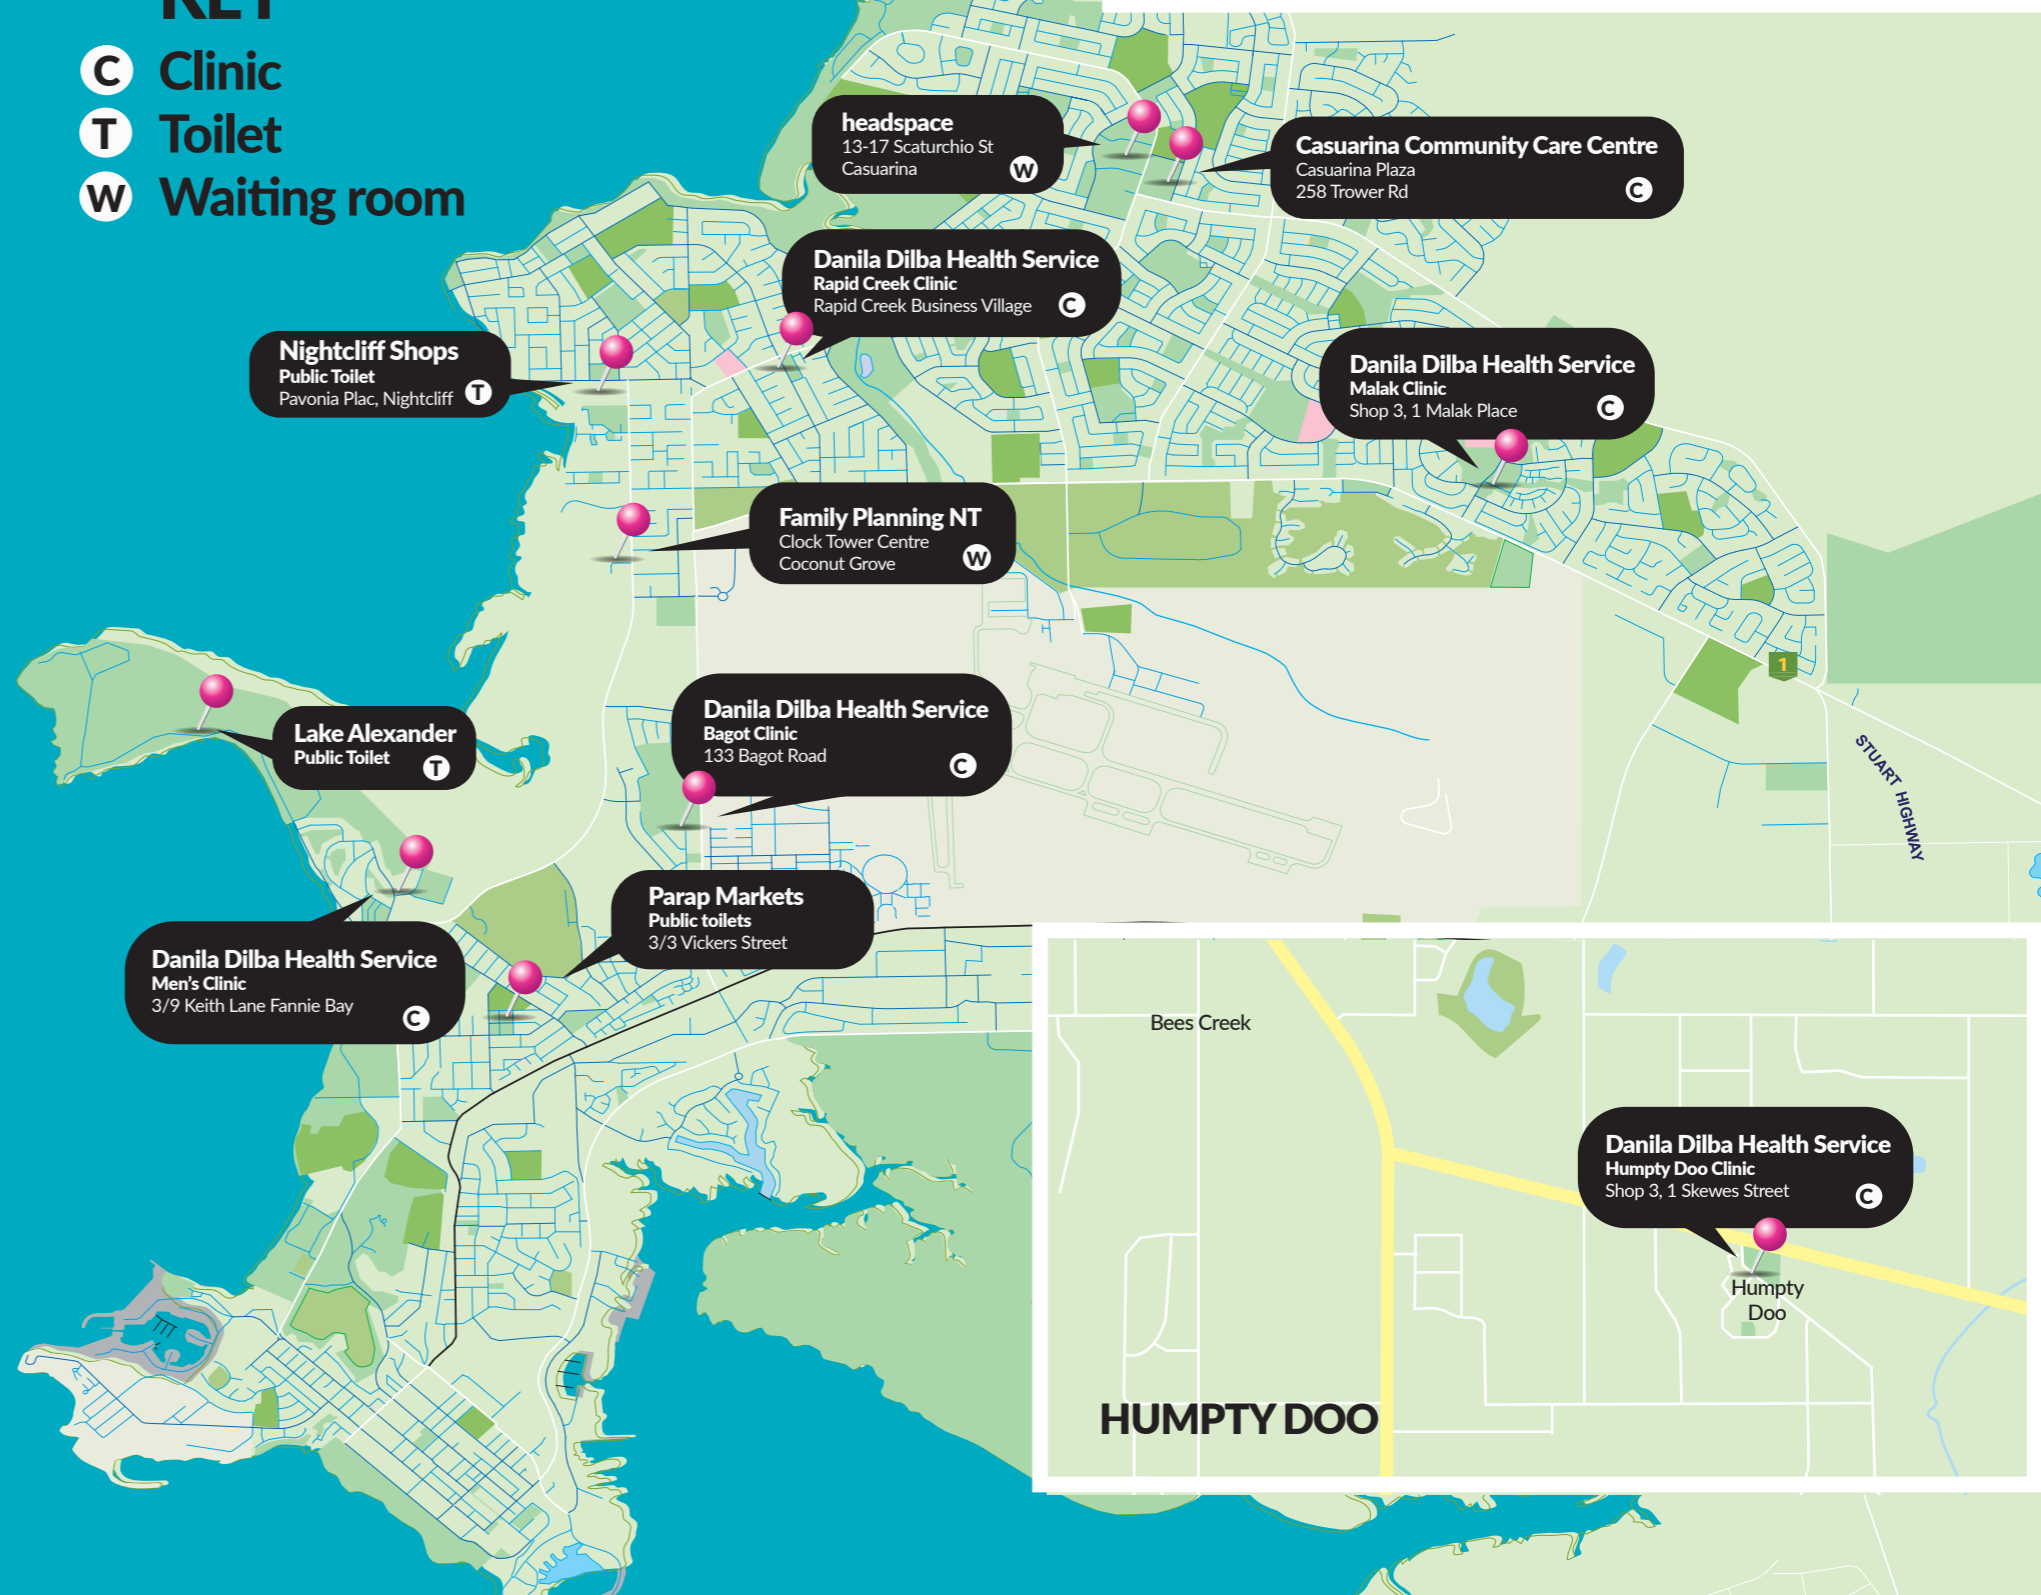 KEY
C Clinic
T Toilet
W Waiting room
headspace
13-17 Scaturchio St
Casuarina
W
Casuarina Community Care Centre
Casuarina Plaza
258 Trower Rd
C
Danila Dilba Health Service
Rapid Creek Clinic
Rapid Creek Business Village
C
Nightcliff Shops
Public Toilet
Pavonia Plac, Nightcliff
T
Danila Dilba Health Service
Malak Clinic
Shop 3, 1 Malak Place
C
Family Planning NT
Clock Tower Centre
Coconut Grove
W
1
STUART HIGHWAY
Lake Alexander
Public Toilet
T
Danila Dilba Health Service
Bagot Clinic
133 Bagot Road
C
Parap Markets
Public toilets
3/3 Vickers Street
Danila Dilba Health Service
Men's Clinic
3/9 Keith Lane Fannie Bay
C
Bees Creek
Danila Dilba Health Service
Humpty Doo Clinic
Shop 3, 1 Skewes Street
C
Humpty
Doo
HUMPTY DOO